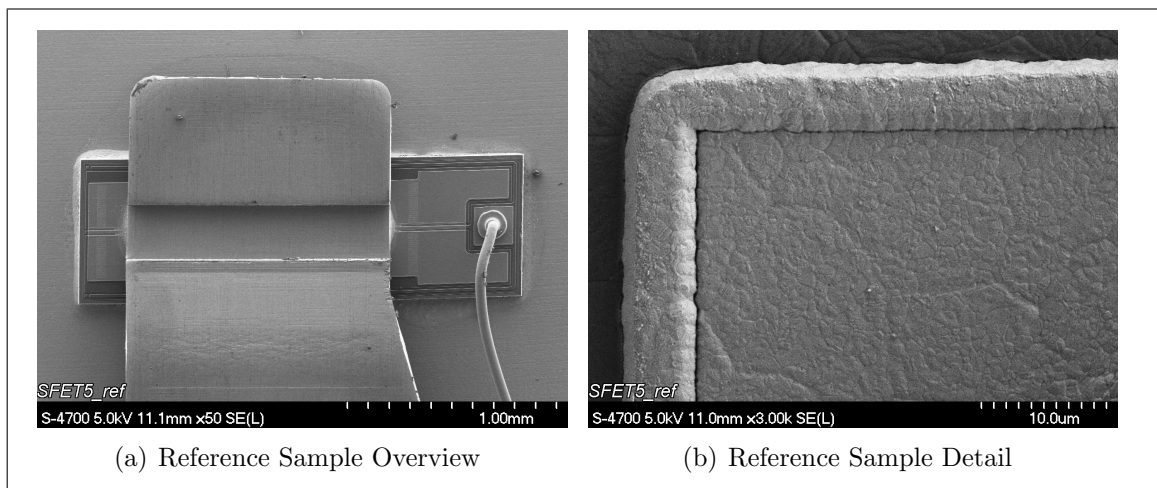 SFET5_ref
S-4700 5.0kV 11.1mm x50 SE(L) 1.00mm
(a) Reference Sample Overview
SFET5_ref
S-4700 5.0kV 11.0mm x3.00k SE(L) 10.0um
(b) Reference Sample Detail